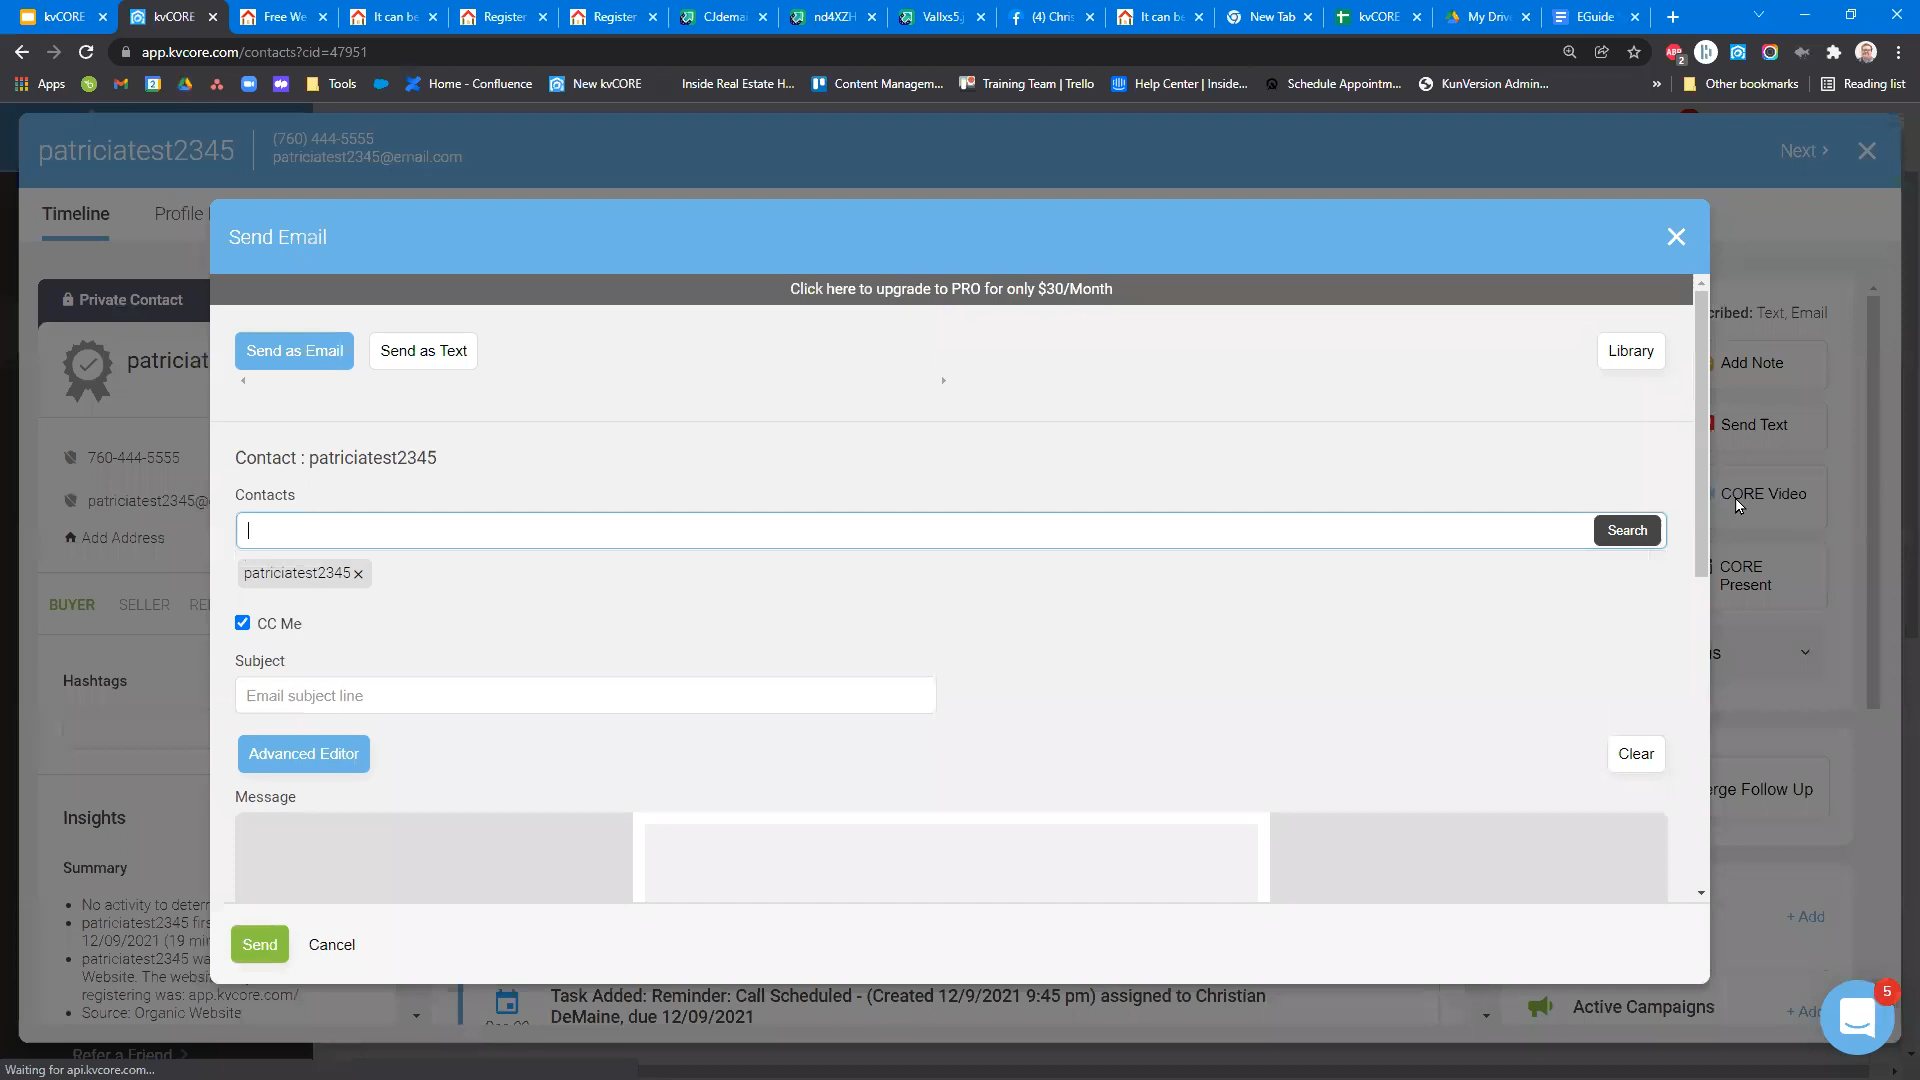 kvCORE
kvCORE
Free We
It can be
Register
Register
CJdemai
nd4XZH
Vallxs5.j
(4) Chris
It can be
New Tab
kvCORE
My Driv
EGuide
app.kvcore.com/contacts?cid=47951
Apps
Tools
Home - Confluence
New kvCORE
Inside Real Estate H...
Content Managem...
Training Team | Trello
Help Center | Inside...
Schedule Appointm...
KunVersion Admin...
»
Other bookmarks
Reading list
patriciatest2345
(760) 444-5555
patriciatest2345@email.com
Next >
Timeline
Profile
Send Email
Click here to upgrade to PRO for only $30/Month
Private Contact
cribed: Text, Email
Send as Email
Send as Text
Library
patriciat
Add Note
Send Text
Contact : patriciatest2345
760-444-5555
Contacts
CORE Video
patriciatest2345@
Search
Add Address
patriciatest2345 ×
CORE
Present
BUYER
SELLER
RE
CC Me
Subject
Hashtags
Email subject line
Advanced Editor
Clear
Message
erge Follow Up
Insights
Summary
No activity to deter
patriciatest2345 firs
12/09/2021 (19 mi
patriciatest2345 wa
Website. The websi
registering was: app.kvcore.com/
Source: Organic Website
Send
Cancel
+ Add
Task Added: Reminder: Call Scheduled - (Created 12/9/2021 9:45 pm) assigned to Christian
DeMaine, due 12/09/2021
Active Campaigns
+ Add
5
Refer a Friend >
Waiting for api.kvcore.com...